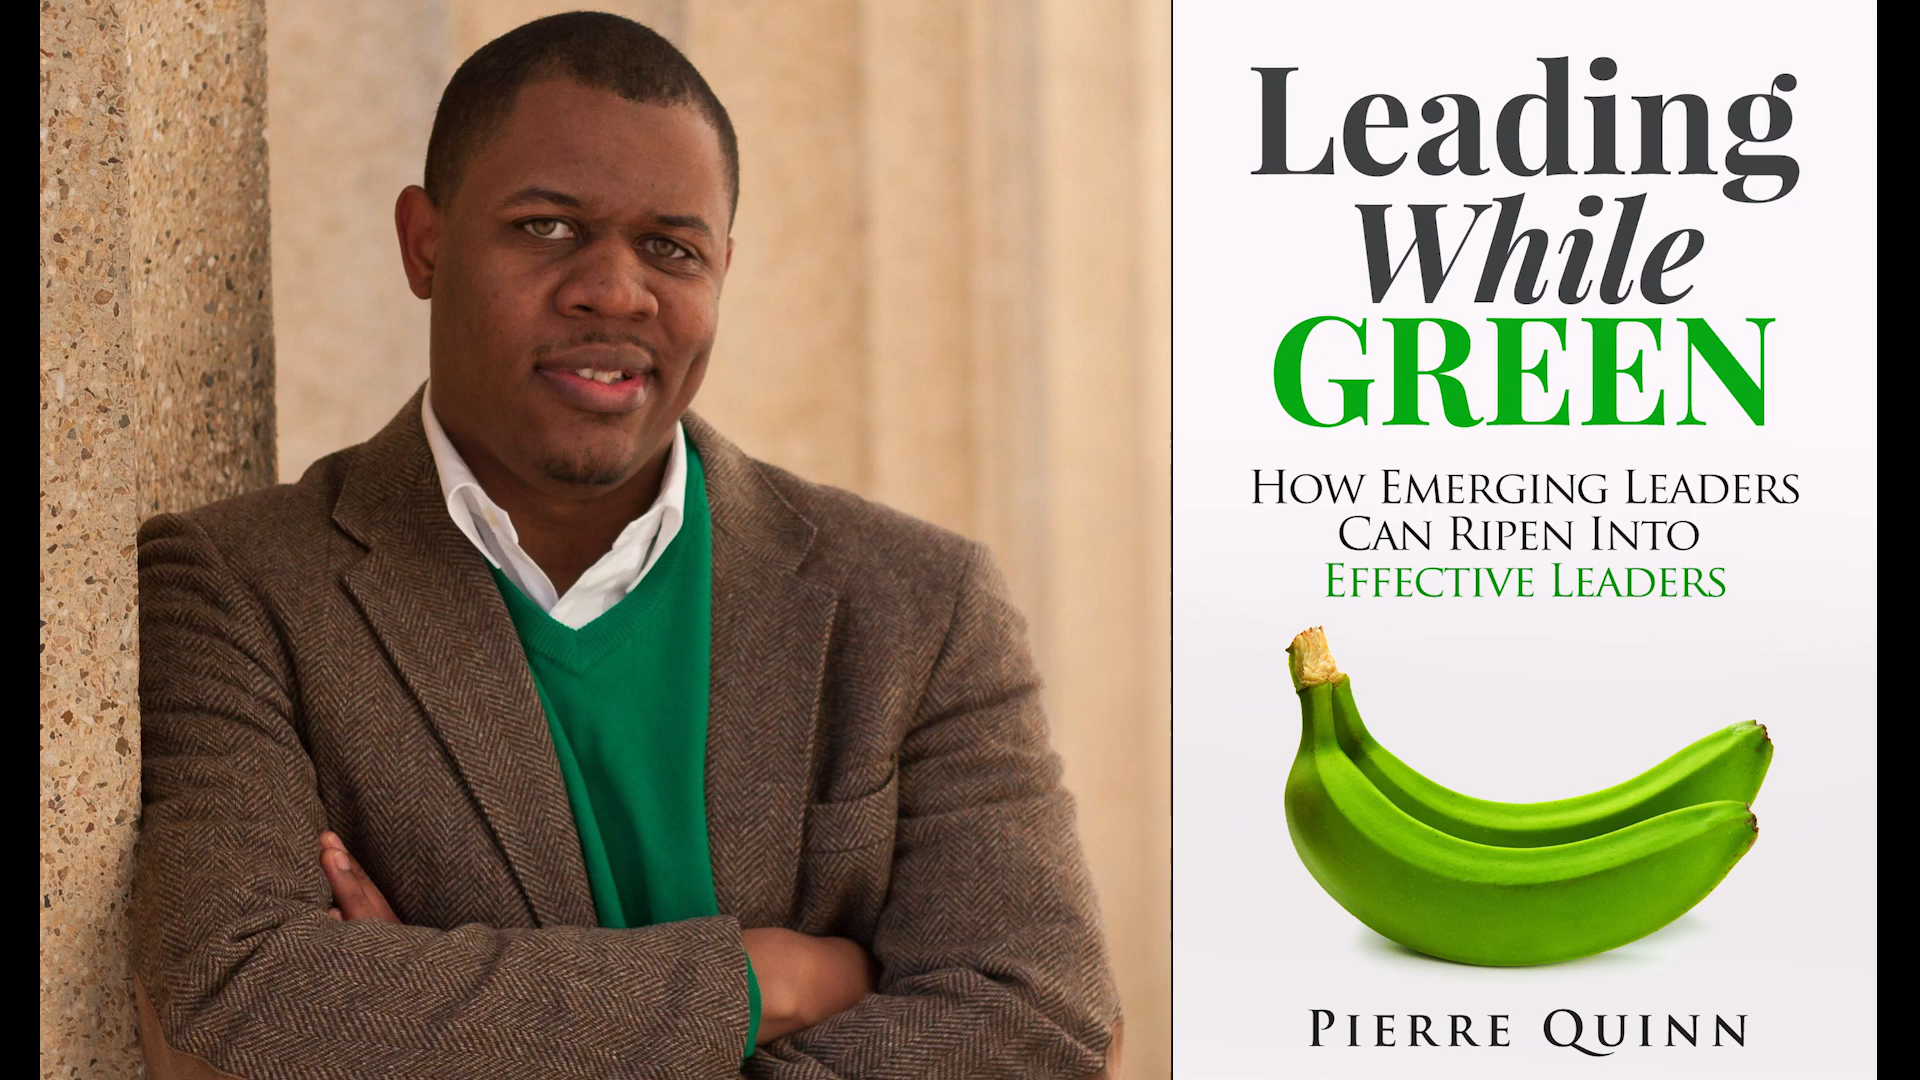 Leading
While
GREEN
How Emerging Leaders
Can Ripen Into
Effective Leaders
Pierre Quinn